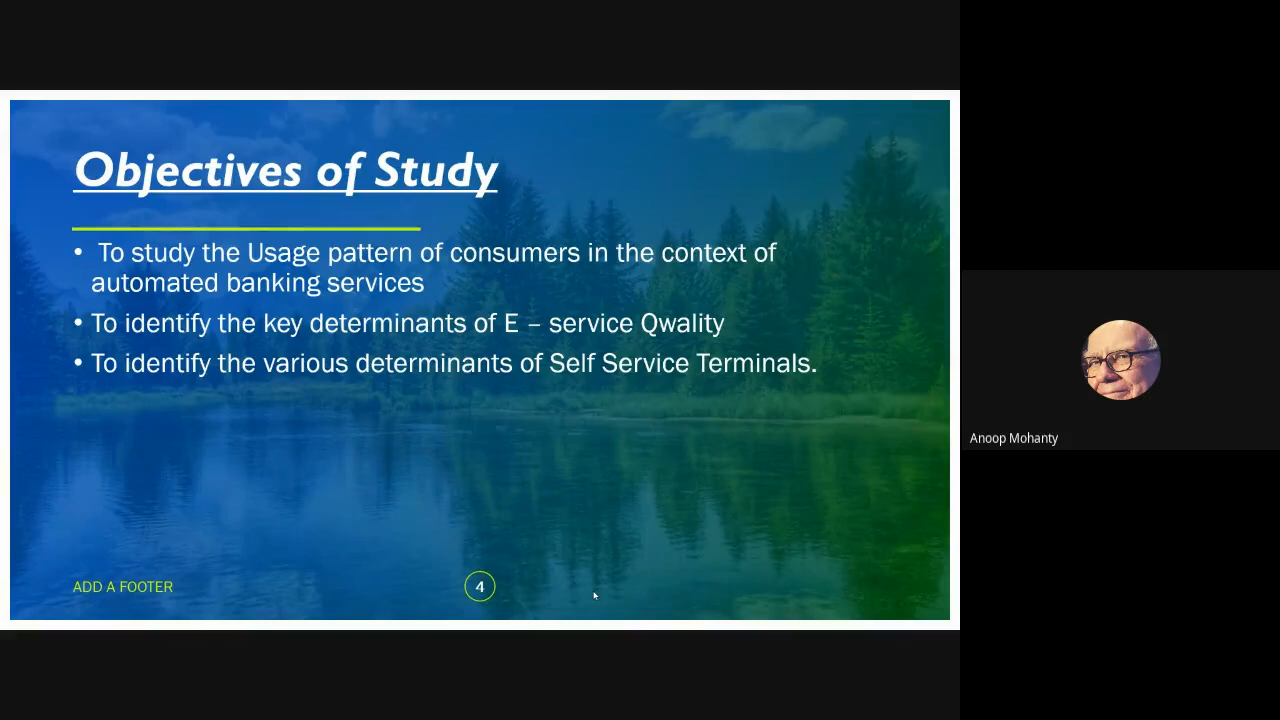 Objectives of Study
• To study the Usage pattern of consumers in the context of
automated banking services
• To identify the key determinants of E – service Qwality
• To identify the various determinants of Self Service Terminals.
ADD A FOOTER
4
Anoop Mohanty